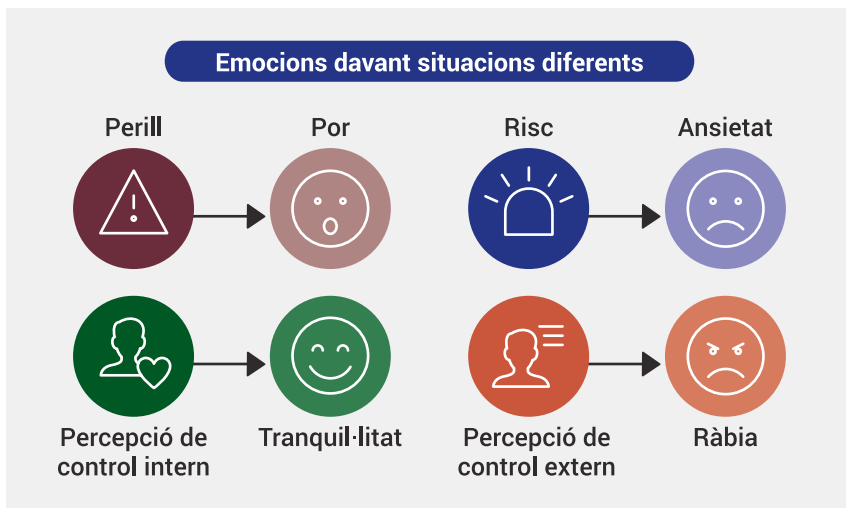 Emocions davant situacions diferents
Perill
Por
Risc
Ansietat
Percepció de
control intern
Tranquil·litat
Percepció de
control extern
Ràbia